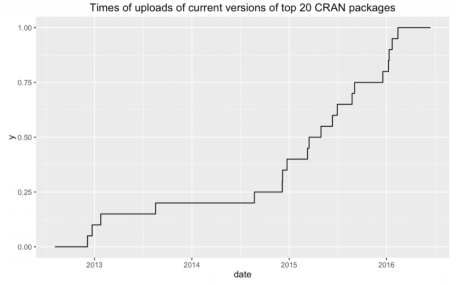 Times of uploads of current versions of top 20 CRAN packages
1.00
0.75
y
0.50
0.25
0.00
2013 2014 2015 2016
date